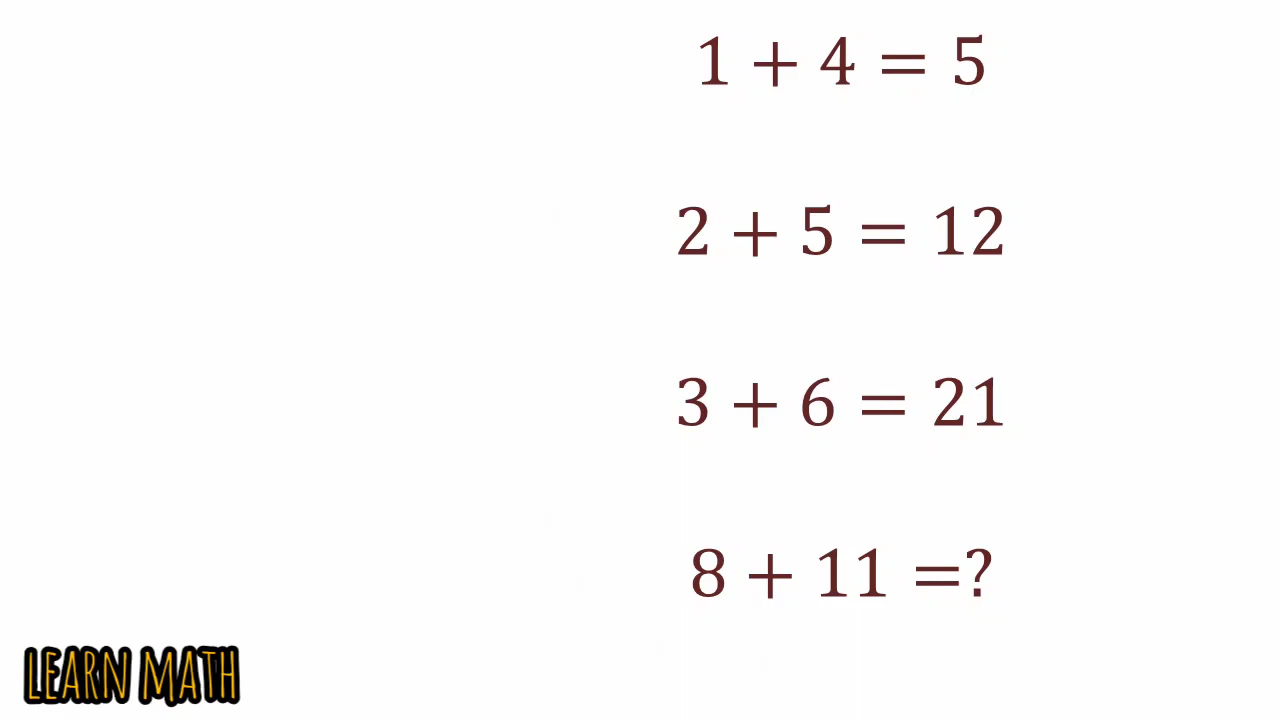 1 + 4 = 5
2 + 5 = 12
3 + 6 = 21
8 + 11 =?
LEARN MATH